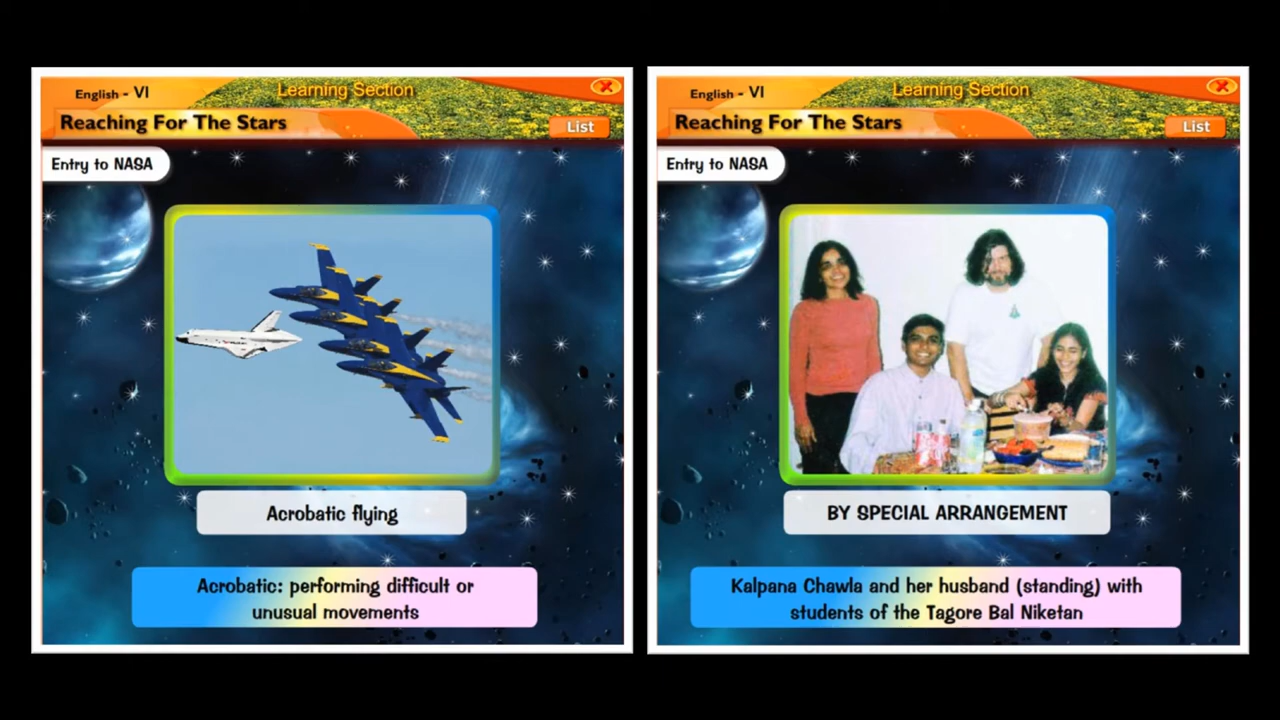 English - VI
Learning Section
Reaching For The Stars
List
Entry to NASA
Acrobatic flying
Acrobatic: performing difficult or
unusual movements
English - VI
Learning Section
Reaching For The Stars
List
Entry to NASA
BY SPECIAL ARRANGEMENT
Kalpana Chawla and her husband (standing) with
students of the Tagore Bal Niketan